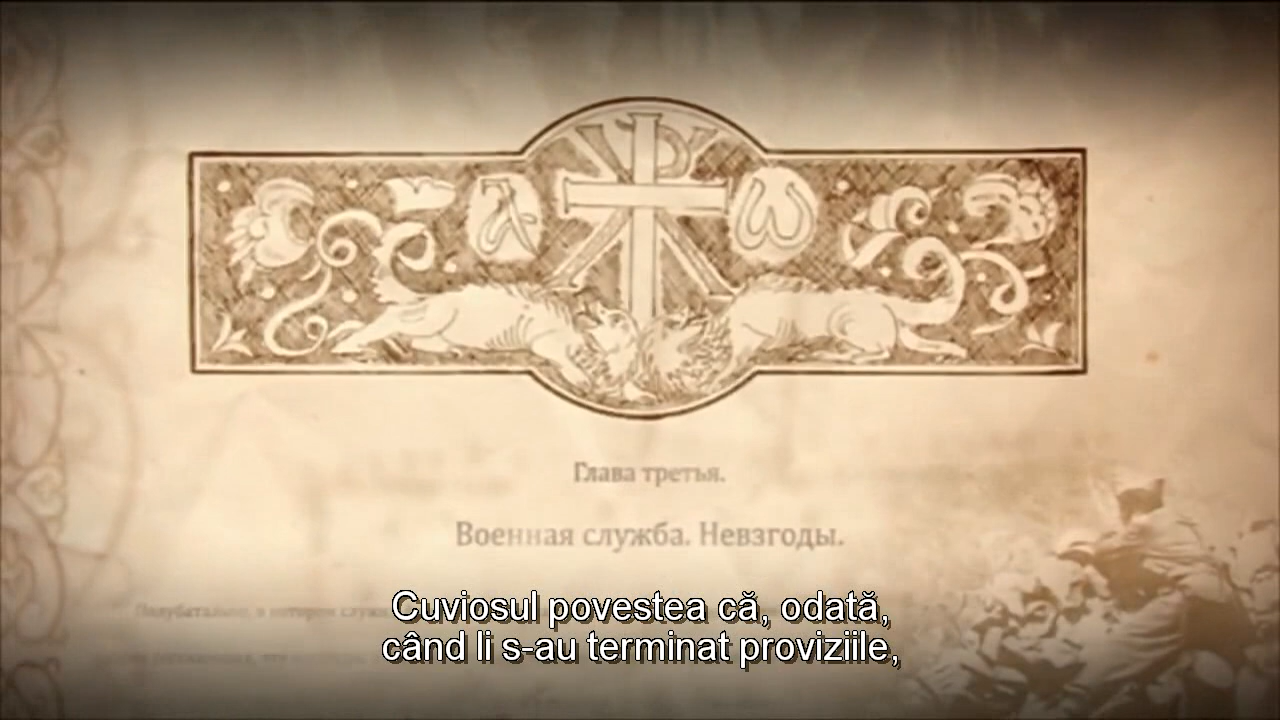 λ ω
Глава третья.
Военная служба. Невзгоды.
Cuviosul povestea că, odată,
când li s-au terminat proviziile,